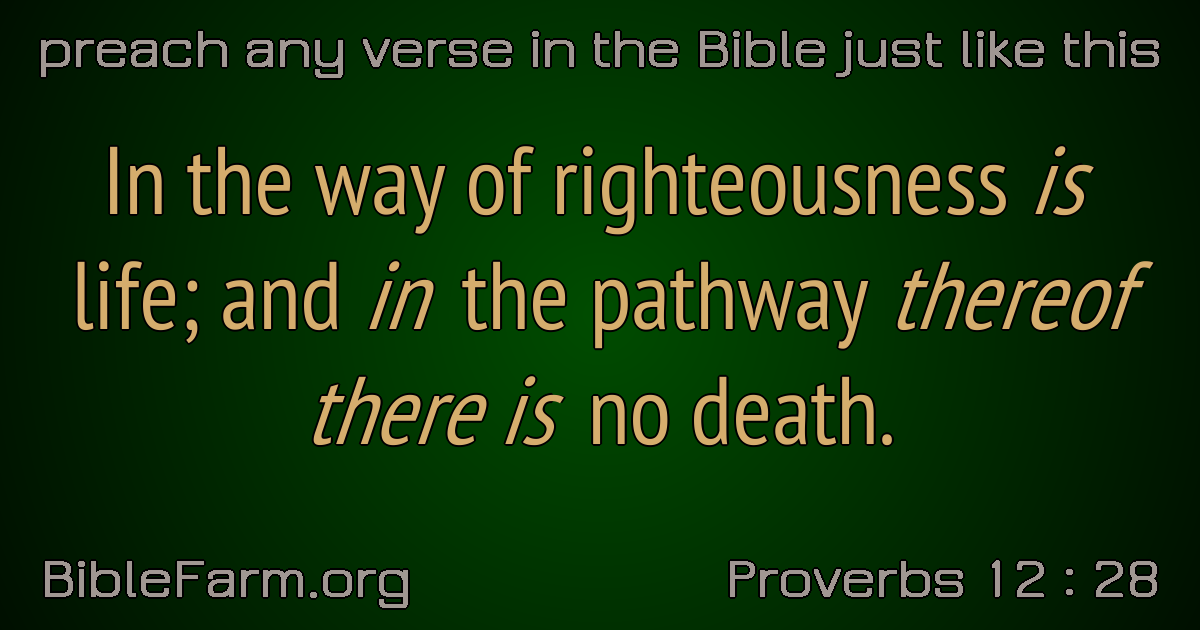 preach any verse in the Bible just like this
In the way of righteousness is
life; and in the pathway thereof
there is no death.
BibleFarm.org
Proverbs 12 : 28